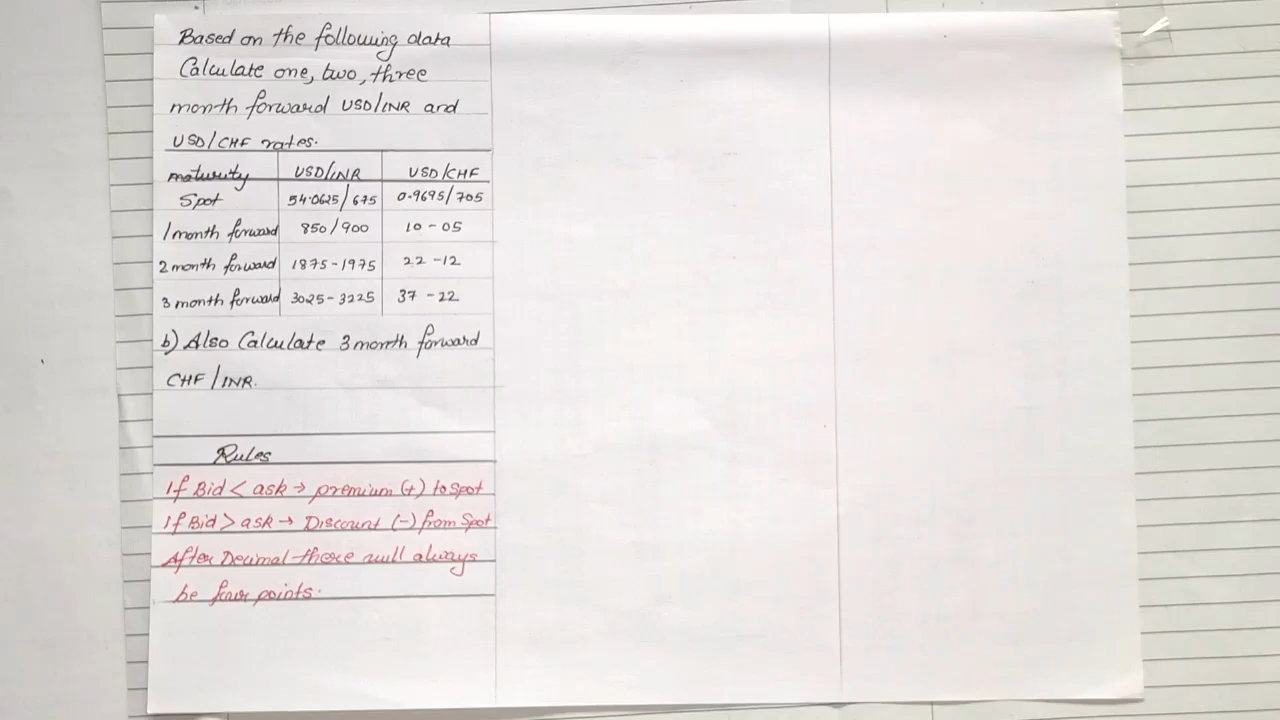 Based on the following data
Calculate one, two, three
month forward USD/INR and
USD/CHF rates.
maturity USD/INR USD/CHF
Spot 54.0625/675 0.9695/705
1 month forward 850/900 10-05
2 month forward 1875-1975 22-12
3 month forward 3025-3225 37-22
b) Also Calculate 3 month forward
CHF/INR.
Rules
If Bid < ask → premium (+) to Spot
If Bid > ask → Discount (-) from Spot
After Decimal there will always
be four points.